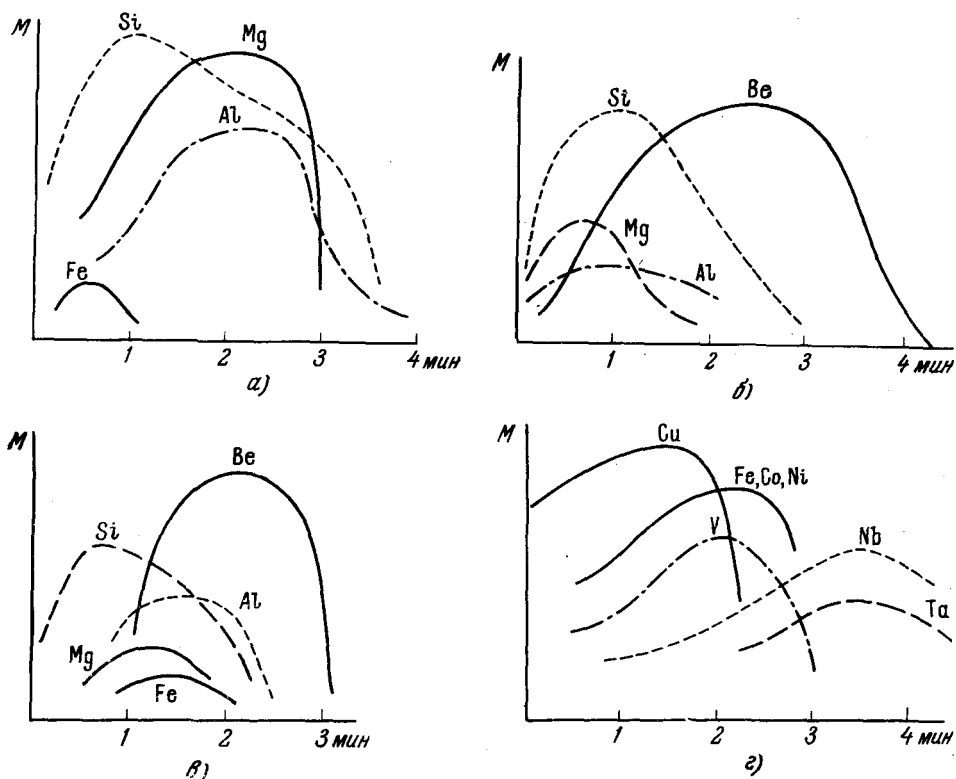 M Si Mg Al Fe
1 2 3 4 мин
а)
M Si Be Mg Al
1 2 3 4 мин
б)
M Be Si Al Mg Fe
1 2 3 мин
в)
M Cu Fe, Co, Ni V Nb Ta
1 2 3 4 мин
г)